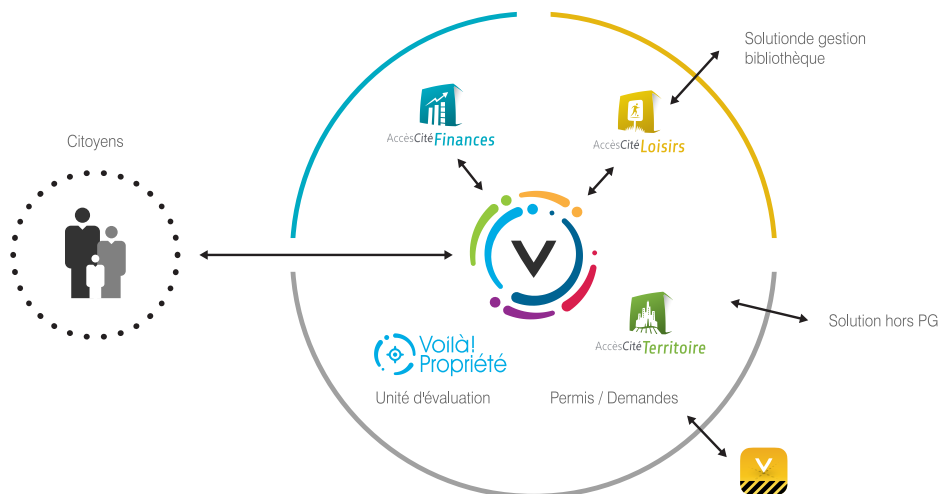 Solutionde gestion
bibliothèque
Citoyens
AccèsCitéFinances
AccèsCitéLoisirs
V
Voilà!
Propriété
Unité d'évaluation
AccèsCitéTerritoire
Permis / Demandes
Solution hors PG
V